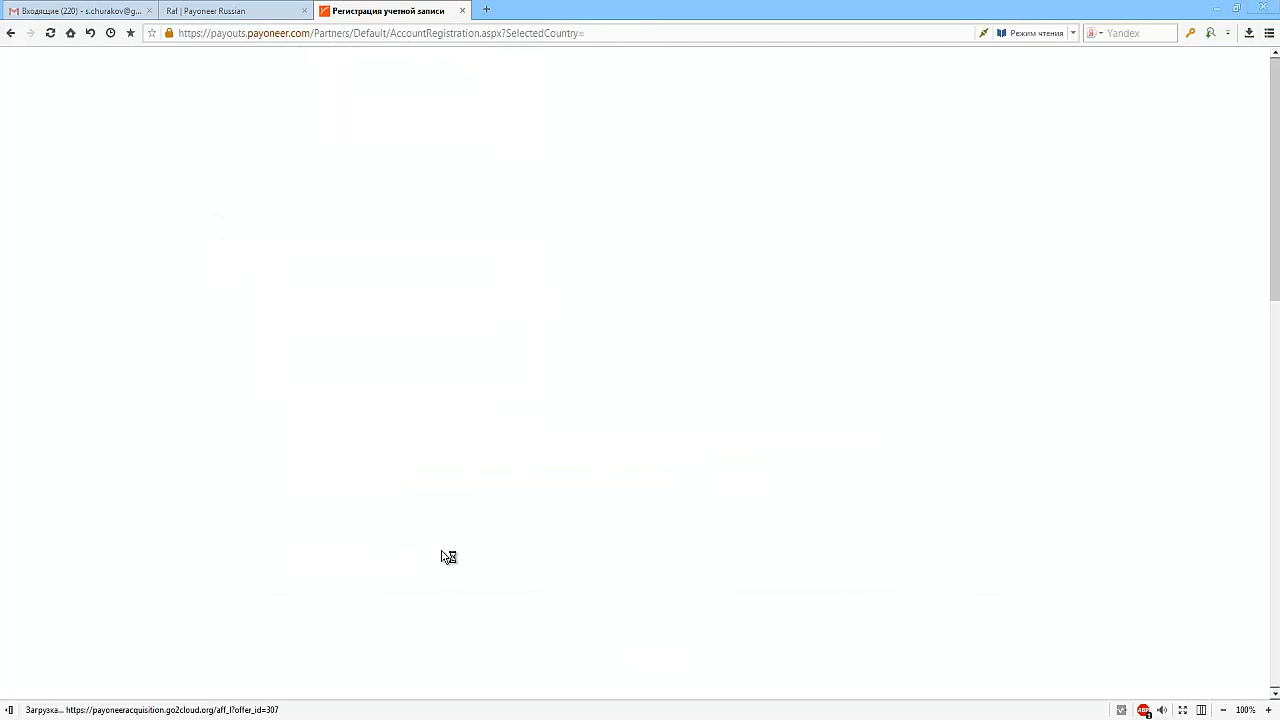 Входящие (220) - s.churakov@g...
Raf | Payoneer Russian
Регистрация учетной записи
https://payouts.payoneer.com/Partners/Default/AccountRegistration.aspx?SelectedCountry=
Режим чтения
Yandex
Загрузка... https://payoneeracquisition.go2cloud.org/aff_l?offer_id=307
ABP
100%